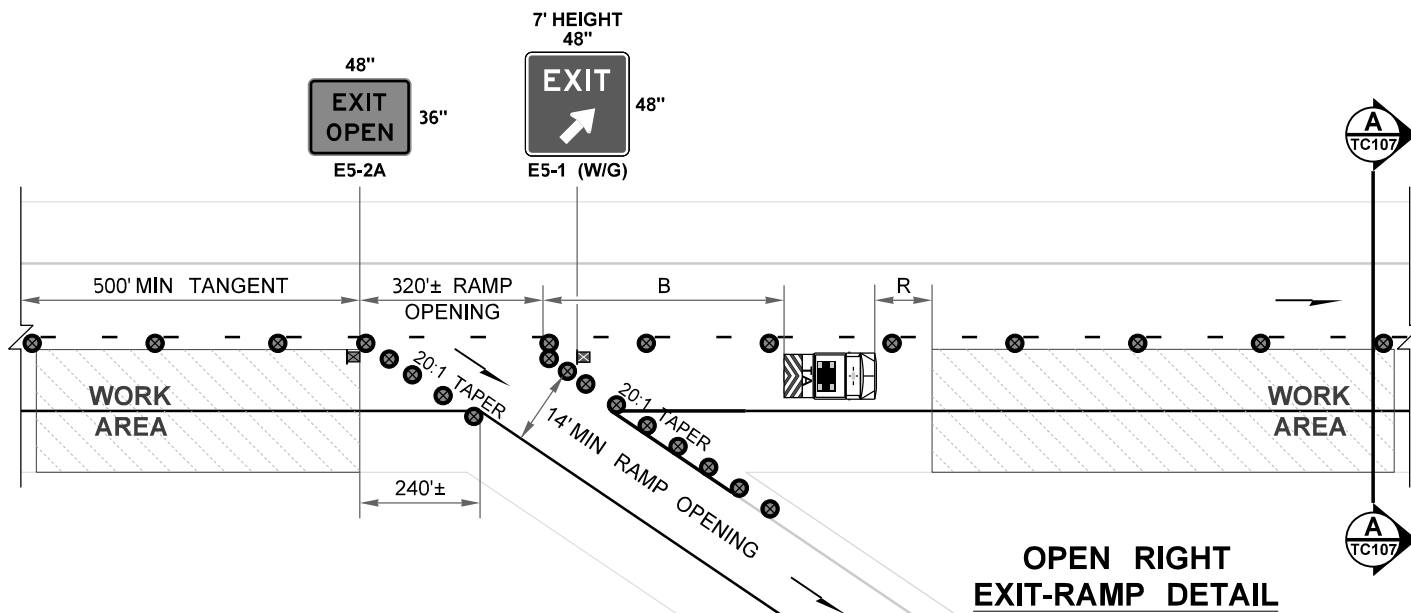 7' HEIGHT
48"
48"
EXIT
48"
EXIT
OPEN
36"
E5-2A
E5-1 (W/G)
A
TC107
500' MIN TANGENT
320'± RAMP
OPENING
B
R
20:1 TAPER
20:1 TAPER
WORK
AREA
WORK
AREA
14' MIN RAMP OPENING
240'±
A
TC107
OPEN RIGHT
EXIT-RAMP DETAIL